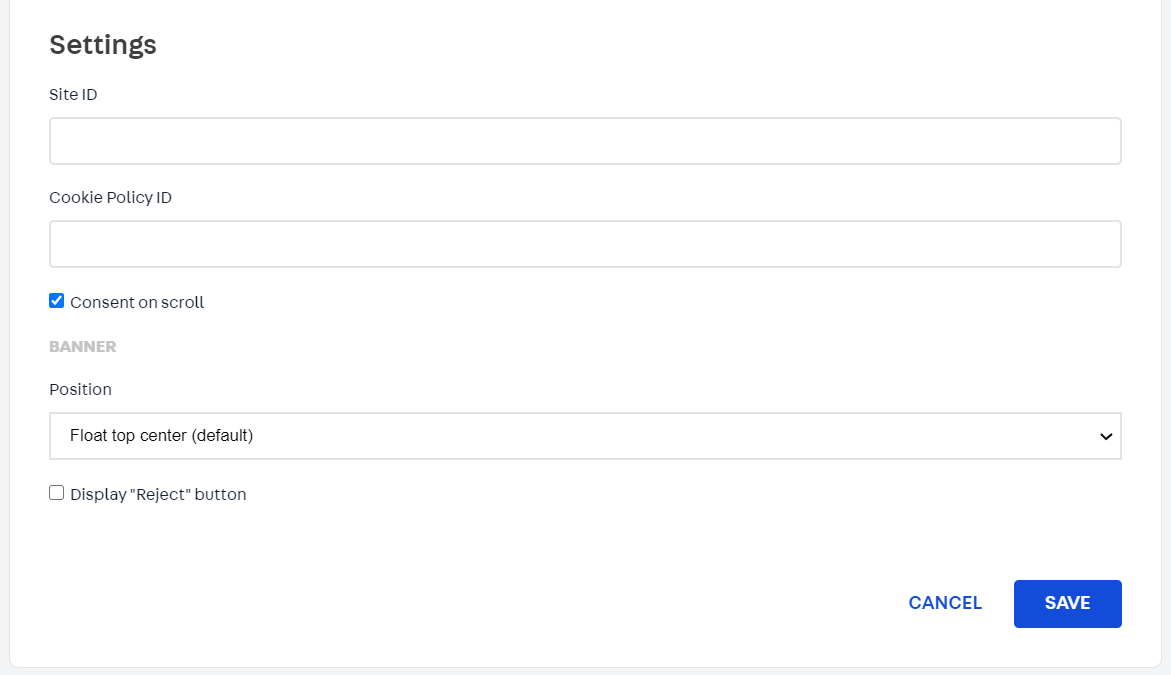 Settings
Site ID
Cookie Policy ID
Consent on scroll
BANNER
Position
Float top center (default)
Display "Reject" button
CANCEL SAVE